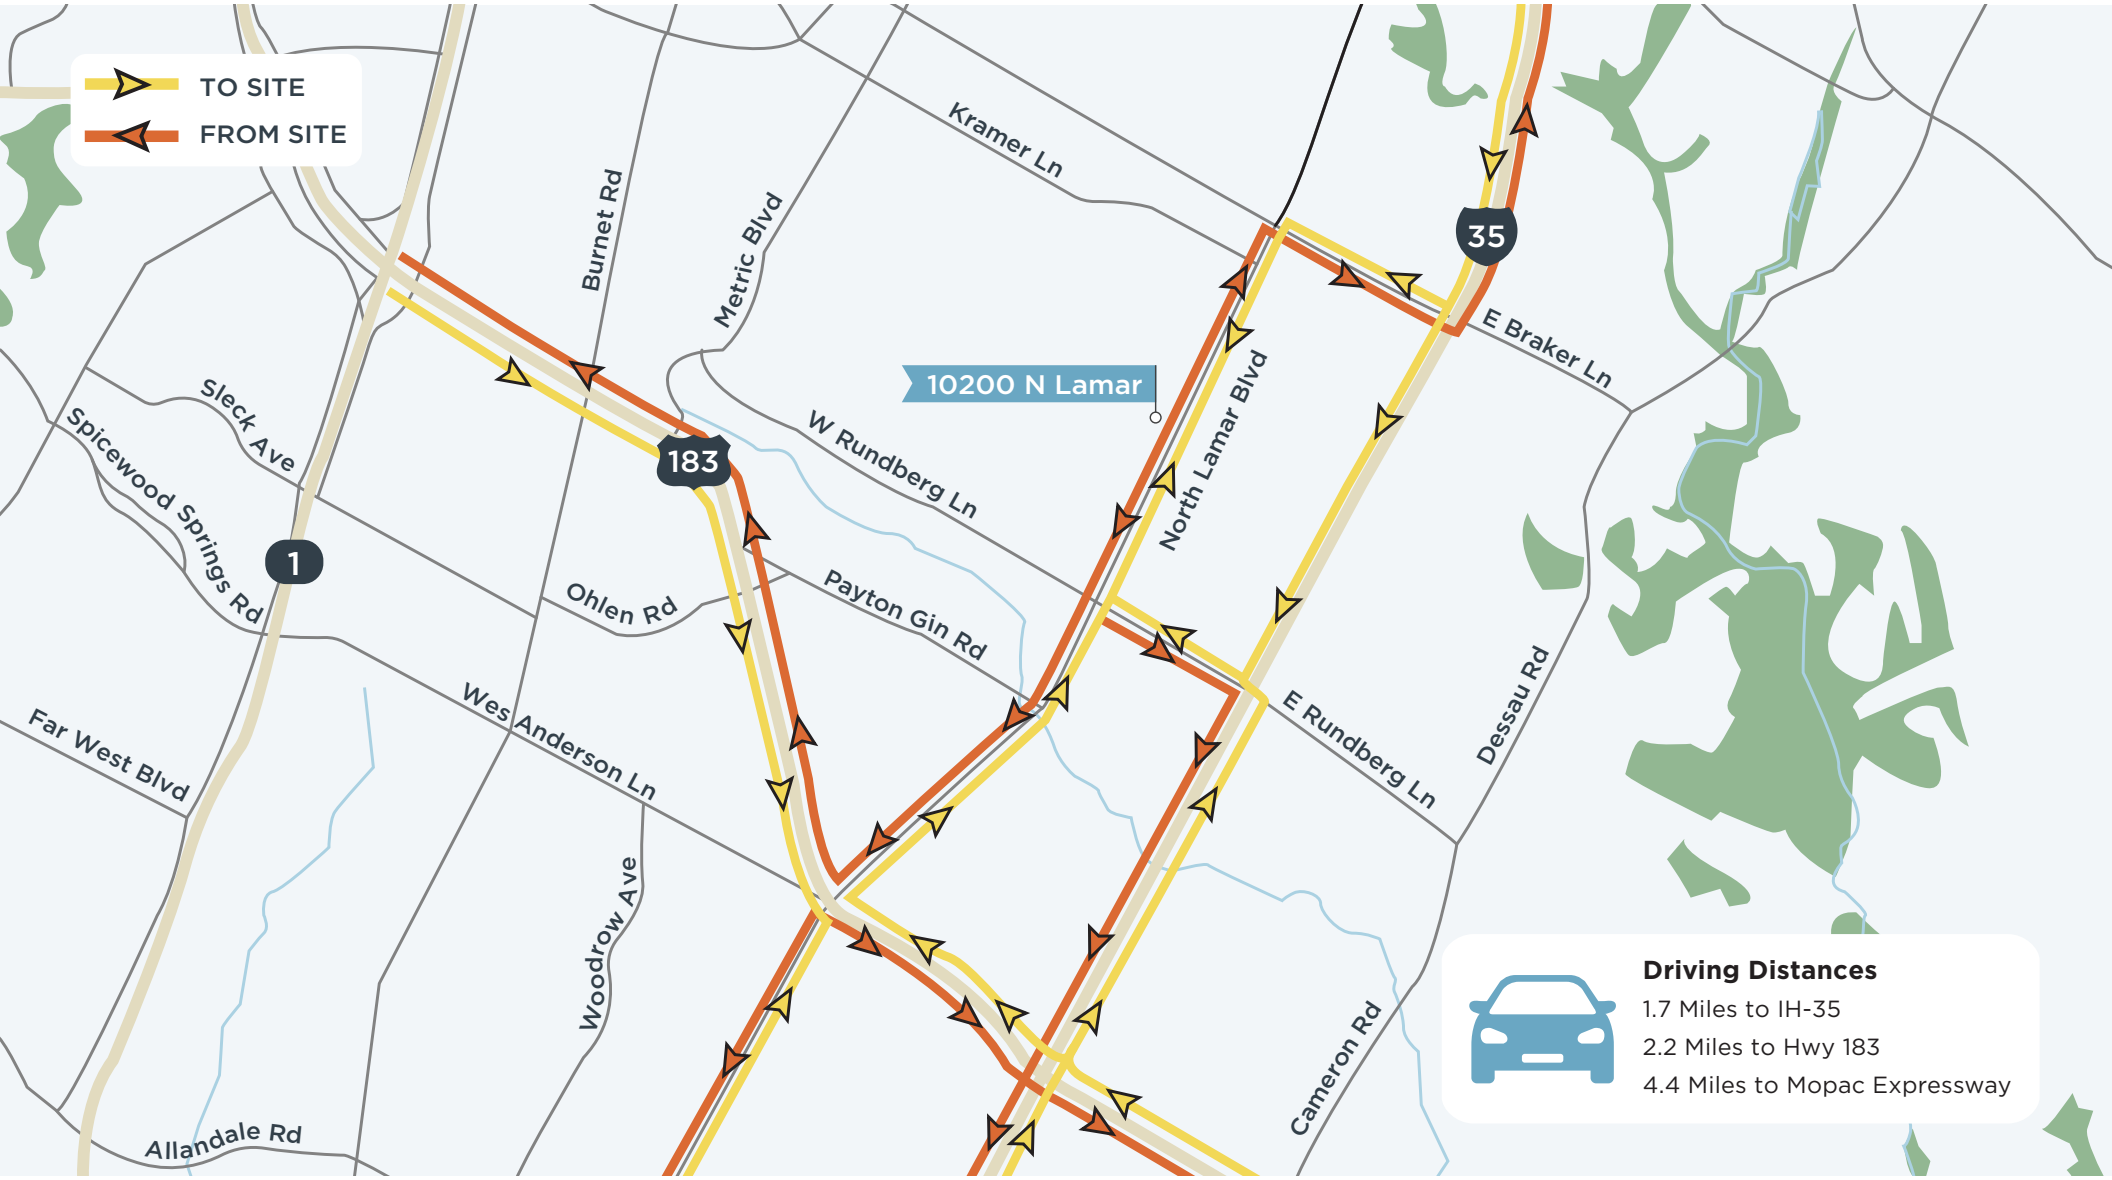 TO SITE
FROM SITE
Kramer Ln
Burnet Rd
Metric Blvd
35
E Braker Ln
10200 N Lamar
North Lamar Blvd
Sleck Ave
Spicewood Springs Rd
183
W Rundberg Ln
1
Ohlen Rd
Payton Gin Rd
Far West Blvd
Wes Anderson Ln
E Rundberg Ln
Dessau Rd
Woodrow Ave
Cameron Rd
Allandale Rd
Driving Distances
1.7 Miles to IH-35
2.2 Miles to Hwy 183
4.4 Miles to Mopac Expressway